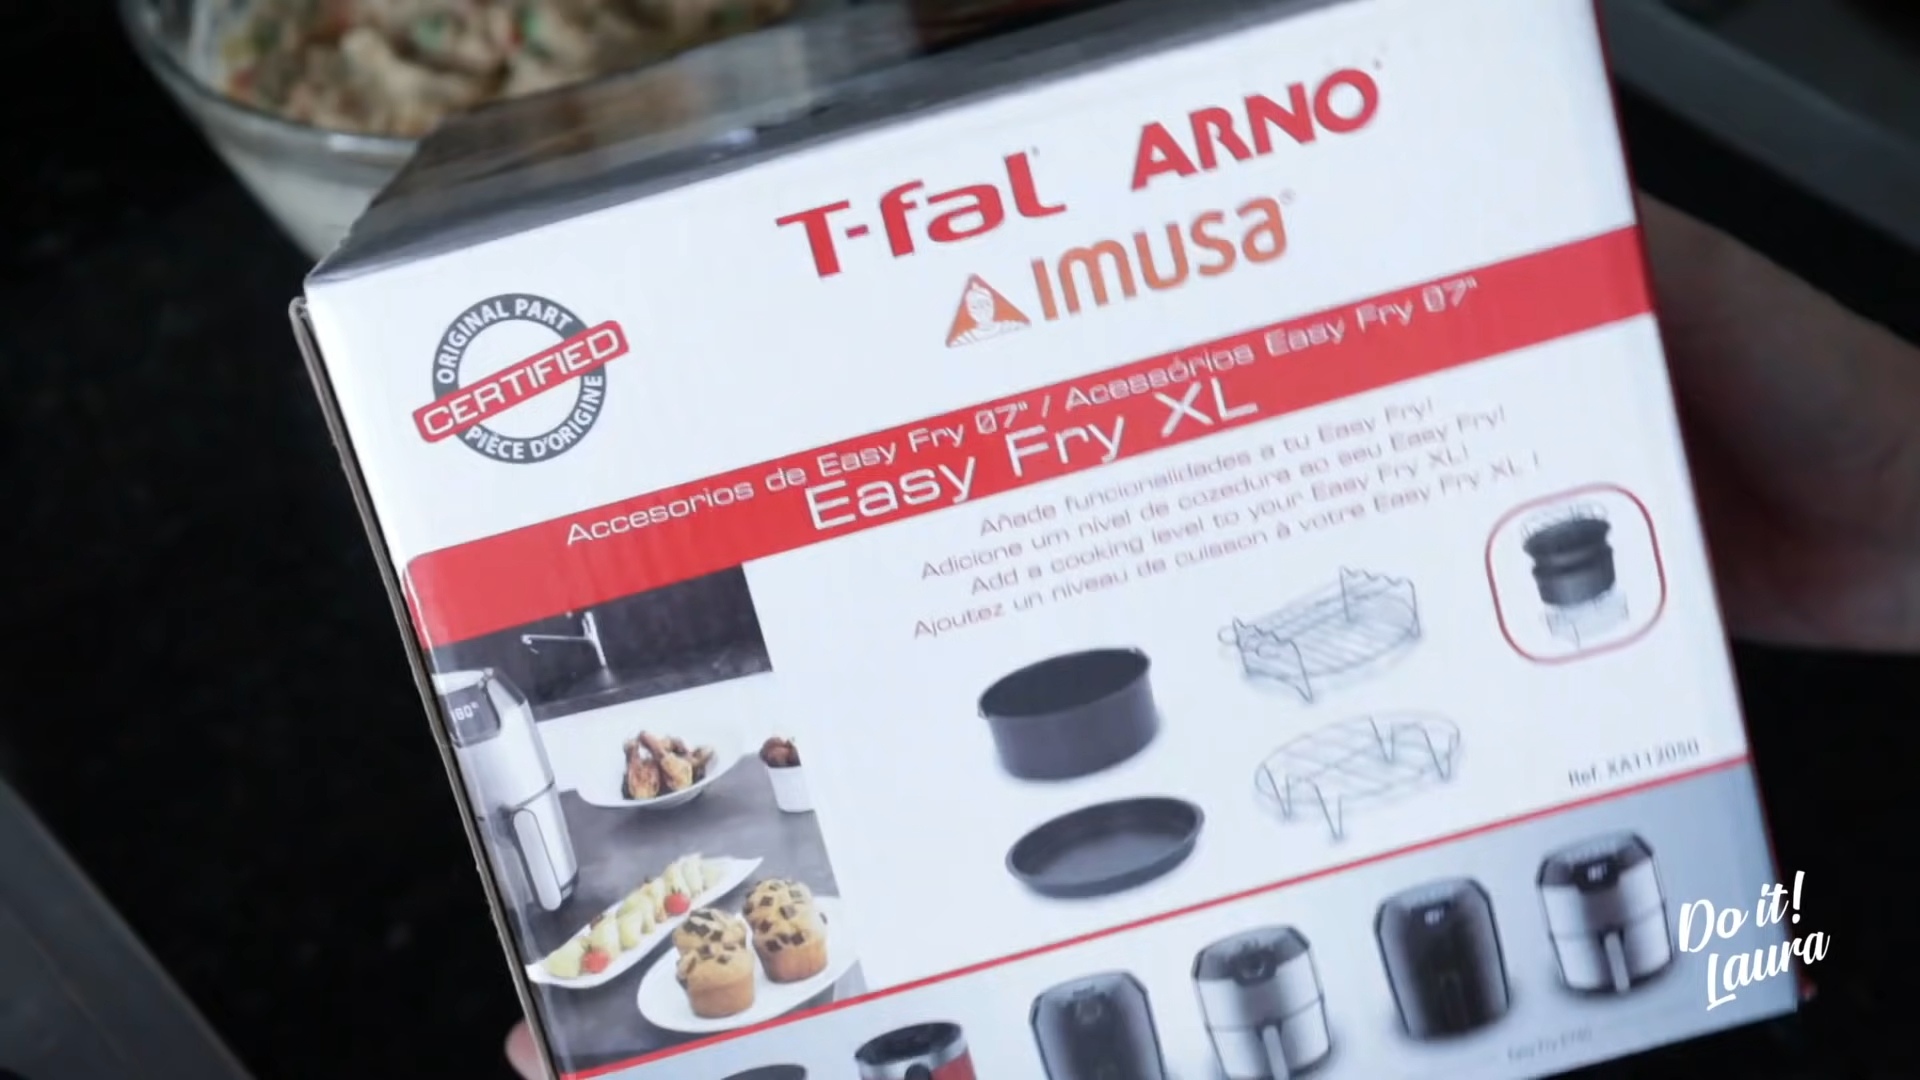 T-fal ARNO
IMUSA
ORIGINAL PART
CERTIFIED
PIÈCE D'ORIGINE
Accesorios de Easy Fry 07" / Acessórios Easy Fry 07"
Easy Fry XL
Añade funcionalidades a tu Easy Fry!
Adicione um nível de cozedura ao seu Easy Fry!
Add a cooking level to your Easy Fry XL!
Ajoutez un niveau de cuisson à votre Easy Fry XL !
Ref. XA112050
Do it!
Laura